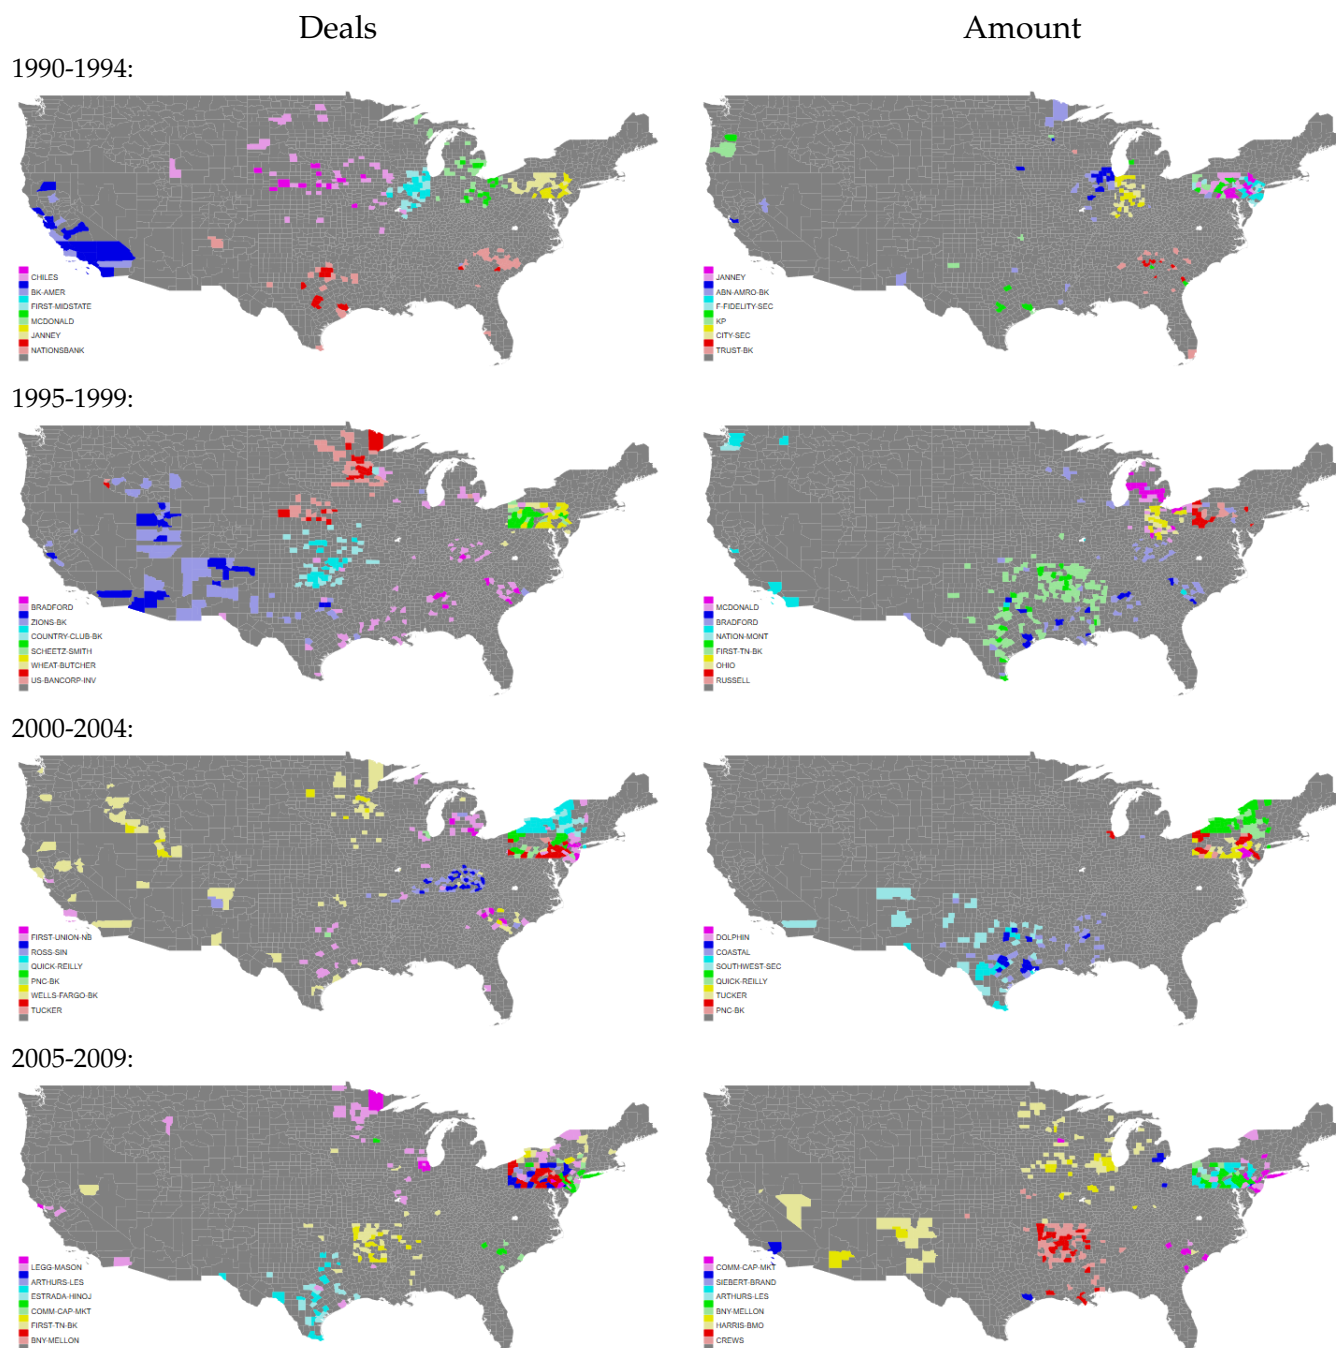 Deals
Amount
1990-1994:
CHILES
BK-AMER
FIRST-MIDSTATE
MCDONALD
JANNEY
NATIONSBANK
JANNEY
ABN-AMRO-BK
F-FIDELITY-SEC
KP
CITY-SEC
TRUST-BK
1995-1999:
BRADFORD
ZIONS-BK
COUNTRY-CLUB-BK
SCHEETZ-SMITH
WHEAT-BUTCHER
US-BANCORP-INV
MCDONALD
BRADFORD
NATION-MONT
FIRST-TN-BK
OHIO
RUSSELL
2000-2004:
FIRST-UNION-NB
ROSS-SIN
QUICK-REILLY
PNC-BK
WELLS-FARGO-BK
TUCKER
DOLPHIN
COASTAL
SOUTHWEST-SEC
QUICK-REILLY
TUCKER
PNC-BK
2005-2009:
LEGG-MASON
ARTHURS-LES
ESTRADA-HINOJ
COMM-CAP-MKT
FIRST-TN-BK
BNY-MELLON
COMM-CAP-MKT
SIEBERT-BRAND
ARTHURS-LES
BNY-MELLON
HARRIS-BMO
CREWS